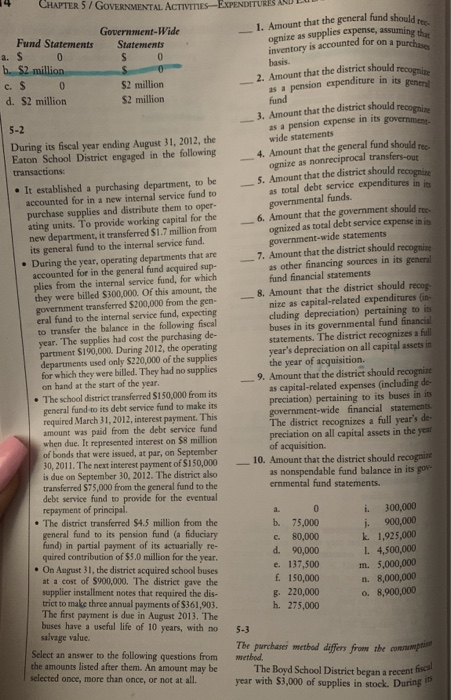 14
CHAPTER 5 / GOVERNMENTAL ACTIVITIES—EXPENDITURES AND
Government-Wide
Fund Statements Statements
a. $ 0 $ 0
b. $2 million $ 0
c. $ 0 $2 million
d. $2 million $2 million
5-2
During its fiscal year ending August 31, 2012, the
Eaton School District engaged in the following
transactions:
• It established a purchasing department, to be
accounted for in a new internal service fund to
purchase supplies and distribute them to oper-
ating units. To provide working capital for the
new department, it transferred $1.7 million from
its general fund to the internal service fund.
• During the year, operating departments that are
accounted for in the general fund acquired sup-
plies from the internal service fund, for which
they were billed $300,000. Of this amount, the
government transferred $200,000 from the gen-
eral fund to the internal service fund, expecting
to transfer the balance in the following fiscal
year. The supplies had cost the purchasing de-
partment $190,000. During 2012, the operating
departments used only $220,000 of the supplies
for which they were billed. They had no supplies
on hand at the start of the year.
• The school district transferred $150,000 from its
general fund to its debt service fund to make its
required March 31, 2012, interest payment. This
amount was paid from the debt service fund
when due. It represented interest on $8 million
of bonds that were issued, at par, on September
30, 2011. The next interest payment of $150,000
is due on September 30, 2012. The district also
transferred $75,000 from the general fund to the
debt service fund to provide for the eventual
repayment of principal.
• The district transferred $4.5 million from the
general fund to its pension fund (a fiduciary
fund) in partial payment of its actuarially re-
quired contribution of $5.0 million for the year.
• On August 31, the district acquired school buses
at a cost of $900,000. The district gave the
supplier installment notes that required the dis-
trict to make three annual payments of $361,903.
The first payment is due in August 2013. The
buses have a useful life of 10 years, with no
salvage value.
Select an answer to the following questions from
the amounts listed after them. An amount may be
selected once, more than once, or not at all.
1. Amount that the general fund should rec-
ognize as supplies expense, assuming that
inventory is accounted for on a purchases
basis.
2. Amount that the district should recognize
as a pension expenditure in its general
fund
3. Amount that the district should recognize
as a pension expense in its government-
wide statements
4. Amount that the general fund should rec-
ognize as nonreciprocal transfers-out
5. Amount that the district should recognize
as total debt service expenditures in its
governmental funds.
6. Amount that the government should rec-
ognized as total debt service expense in its
government-wide statements
7. Amount that the district should recognize
as other financing sources in its general
fund financial statements
8. Amount that the district should recog-
nize as capital-related expenditures (in-
cluding depreciation) pertaining to its
buses in its governmental fund financial
statements. The district recognizes a full
year's depreciation on all capital assets in
the year of acquisition.
9. Amount that the district should recognize
as capital-related expenses (including de-
preciation) pertaining to its buses in its
government-wide financial statements.
The district recognizes a full year's de-
preciation on all capital assets in the year
of acquisition.
10. Amount that the district should recognize
as nonspendable fund balance in its gov-
ernmental fund statements.
a. 0 i. 300,000
b. 75,000 j. 900,000
c. 80,000 k. 1,925,000
d. 90,000 l. 4,500,000
e. 137,500 m. 5,000,000
f. 150,000 n. 8,000,000
g. 220,000 o. 8,900,000
h. 275,000
5-3
The purchases method differs from the consumption
method.
The Boyd School District began a recent fiscal
year with $3,000 of supplies in stock. During its